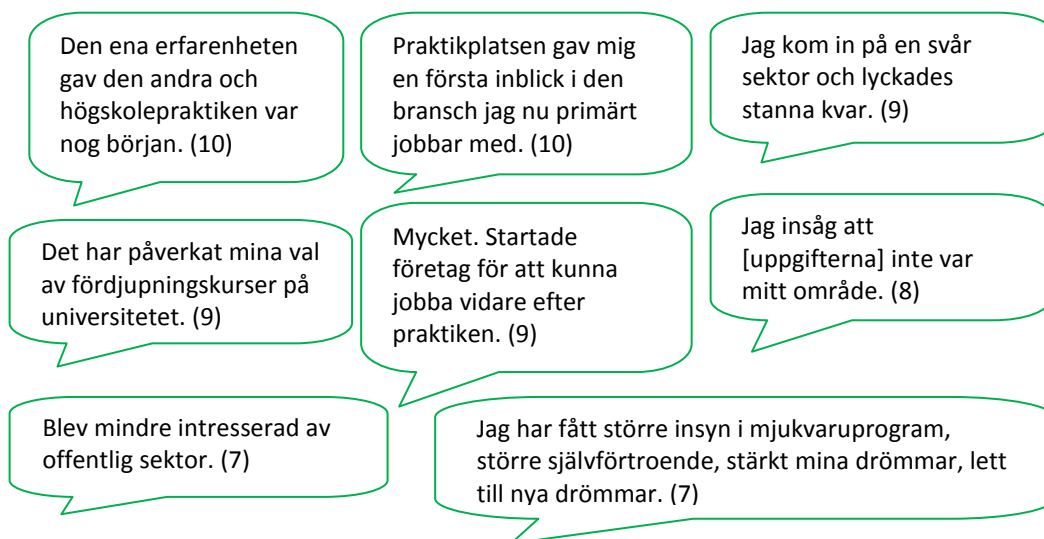 Den ena erfarenheten
gav den andra och
högskolepraktiken var
nog början. (10)
Praktikplatsen gav mig
en första inblick i den
bransch jag nu primärt
jobbar med. (10)
Jag kom in på en svår
sektor och lyckades
stanna kvar. (9)
Det har påverkat mina val
av fördjupningskurser på
universitetet. (9)
Mycket. Startade
företag för att kunna
jobba vidare efter
praktiken. (9)
Jag insåg att
[uppgifterna] inte var
mitt område. (8)
Blev mindre intresserad av
offentlig sektor. (7)
Jag har fått större insyn i mjukvaruprogram,
större självförtroende, stärkt mina drömmar, lett
till nya drömmar. (7)